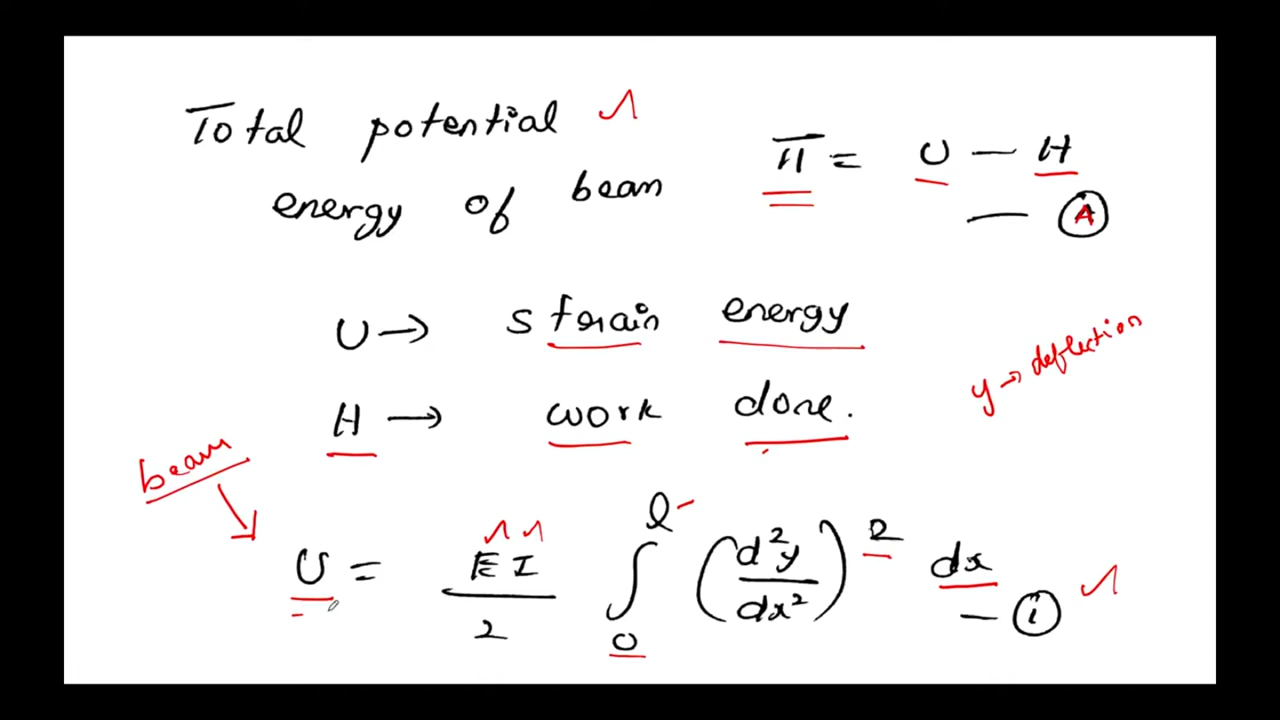 Total potential
energy of beam
π = U - H
— A
U → strain energy
H → work done.
y → deflection
beam
U = EI/2 ∫₀ˡ (d²y/dx²)² dx
— i